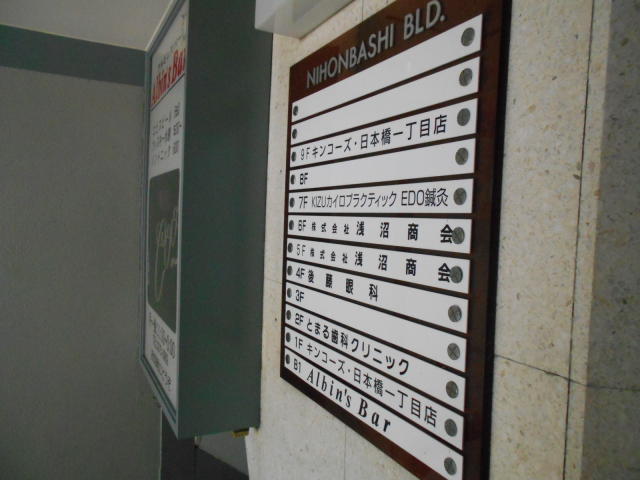 NIHONBASHI BLD.
9F キンコーズ・日本橋一丁目店
8F
7F KIZUカイロプラクティック EDO鍼灸
6F 株式会社 浅沼商会
5F 株式会社 浅沼商会
4F 後藤眼科
3F
2F とまる歯科クリニック
1F キンコーズ・日本橋一丁目店
B1 Albin's Bar
Albin's Bar